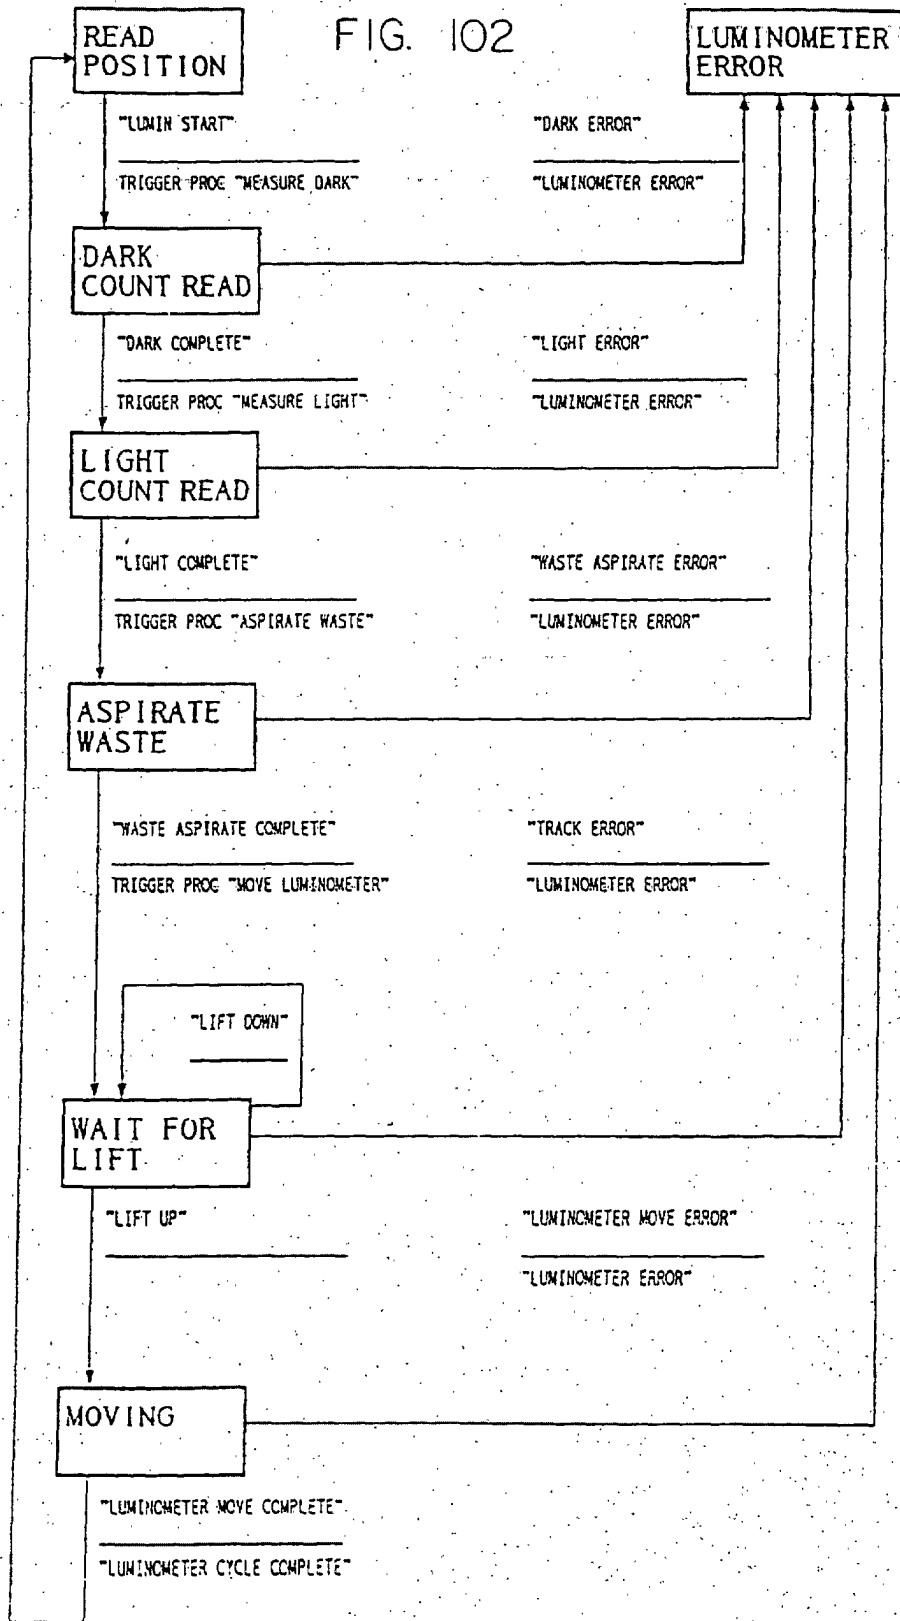 FIG. 102
READ
POSITION
LUMINOMETER
ERROR
"LUMIN START"
TRIGGER PROC "MEASURE DARK"
"DARK ERROR"
"LUMINOMETER ERROR"
DARK
COUNT READ
"DARK COMPLETE"
TRIGGER PROC "MEASURE LIGHT"
"LIGHT ERROR"
"LUMINOMETER ERROR"
LIGHT
COUNT READ
"LIGHT COMPLETE"
TRIGGER PROC "ASPIRATE WASTE"
"WASTE ASPIRATE ERROR"
"LUMINOMETER ERROR"
ASPIRATE
WASTE
"WASTE ASPIRATE COMPLETE"
TRIGGER PROC "MOVE LUMINOMETER"
"TRACK ERROR"
"LUMINOMETER ERROR"
"LIFT DOWN"
WAIT FOR
LIFT
"LIFT UP"
"LUMINOMETER MOVE ERROR"
"LUMINOMETER ERROR"
MOVING
"LUMINOMETER MOVE COMPLETE"
"LUMINOMETER CYCLE COMPLETE"